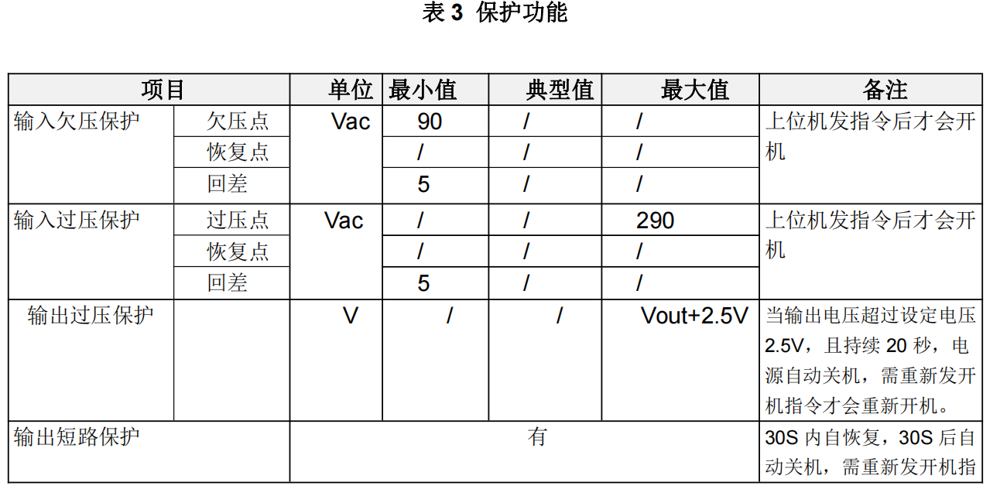 表 3 保护功能
项目 单位 最小值 典型值 最大值 备注
输入欠压保护 欠压点 Vac 90 / / 上位机发指令后才会开
恢复点 / / / 机
回差 5 / /
输入过压保护 过压点 Vac / / 290 上位机发指令后才会开
恢复点 / / / 机
回差 5 / /
输出过压保护 V / / Vout+2.5V 当输出电压超过设定电压
2.5V，且持续 20 秒，电
源自动关机，需重新发开
机指令才会重新开机。
输出短路保护 有 30S 内自恢复，30S 后自
动关机，需重新发开机指